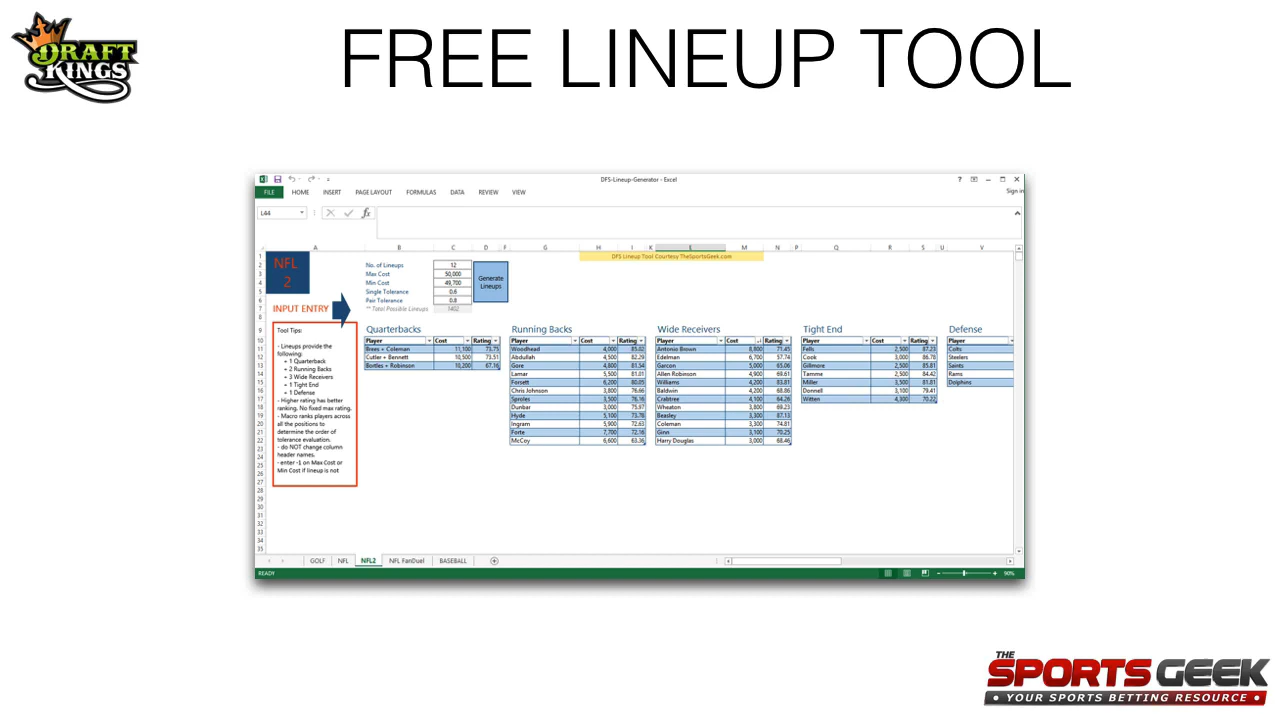 DRAFT
KINGS
FREE LINEUP TOOL
DFS-Lineup-Generator - Excel
FILE HOME INSERT PAGE LAYOUT FORMULAS DATA REVIEW VIEW
Sign in
L44
A B C D F G H I K E M N P Q R S U V
DFS Lineup Tool Courtesy TheSportsGeek.com
NFL
2
No. of Lineups 12
Max Cost 50,000
Min Cost 49,700
Single Tolerance 0.6
Pair Tolerance 0.8
** Total Possible Lineups 1402
Generate
Lineups
INPUT ENTRY
Tool Tips:
- Lineups provide the
following:
+ 1 Quarterback
+ 2 Running Backs
+ 3 Wide Receivers
+ 1 Tight End
+ 1 Defense
- Higher rating has better
ranking. No fixed max rating.
- Macro ranks players across
all the positions to
determine the order of
tolerance evaluation.
- do NOT change column
header names.
- enter -1 on Max Cost or
Min Cost if lineup is not
Quarterbacks
Player Cost Rating
Brees + Coleman 11,100 73.75
Cutler + Bennett 10,500 73.51
Bortles + Robinson 10,200 67.16
Running Backs
Player Cost Rating
Woodhead 4,000 85.02
Abdullah 4,500 82.29
Gore 4,800 81.54
Lamar 5,500 81.01
Forsett 6,200 80.05
Chris Johnson 3,800 76.66
Sproles 3,500 76.16
Dunbar 3,000 75.97
Hyde 5,100 73.78
Ingram 5,900 72.63
Forte 7,700 72.16
McCoy 6,600 63.36
Wide Receivers
Player Cost Rating
Antonio Brown 8,800 71.45
Edelman 6,700 57.74
Garcon 5,000 65.06
Allen Robinson 4,900 69.61
Williams 4,200 83.81
Baldwin 4,200 68.86
Crabtree 4,100 64.26
Wheaton 3,800 69.23
Beasley 3,300 87.13
Coleman 3,300 74.81
Ginn 3,100 70.25
Harry Douglas 3,000 68.46
Tight End
Player Cost Rating
Fells 2,500 87.23
Cook 3,000 86.78
Gillmore 2,500 85.81
Tamme 2,500 84.42
Miller 3,500 81.81
Donnell 3,100 79.41
Witten 4,300 70.22
Defense
Player
Colts
Steelers
Saints
Rams
Dolphins
GOLF NFL NFL2 NFL FanDuel BASEBALL
READY
90%
THE
SPORTS GEEK
• YOUR SPORTS BETTING RESOURCE •